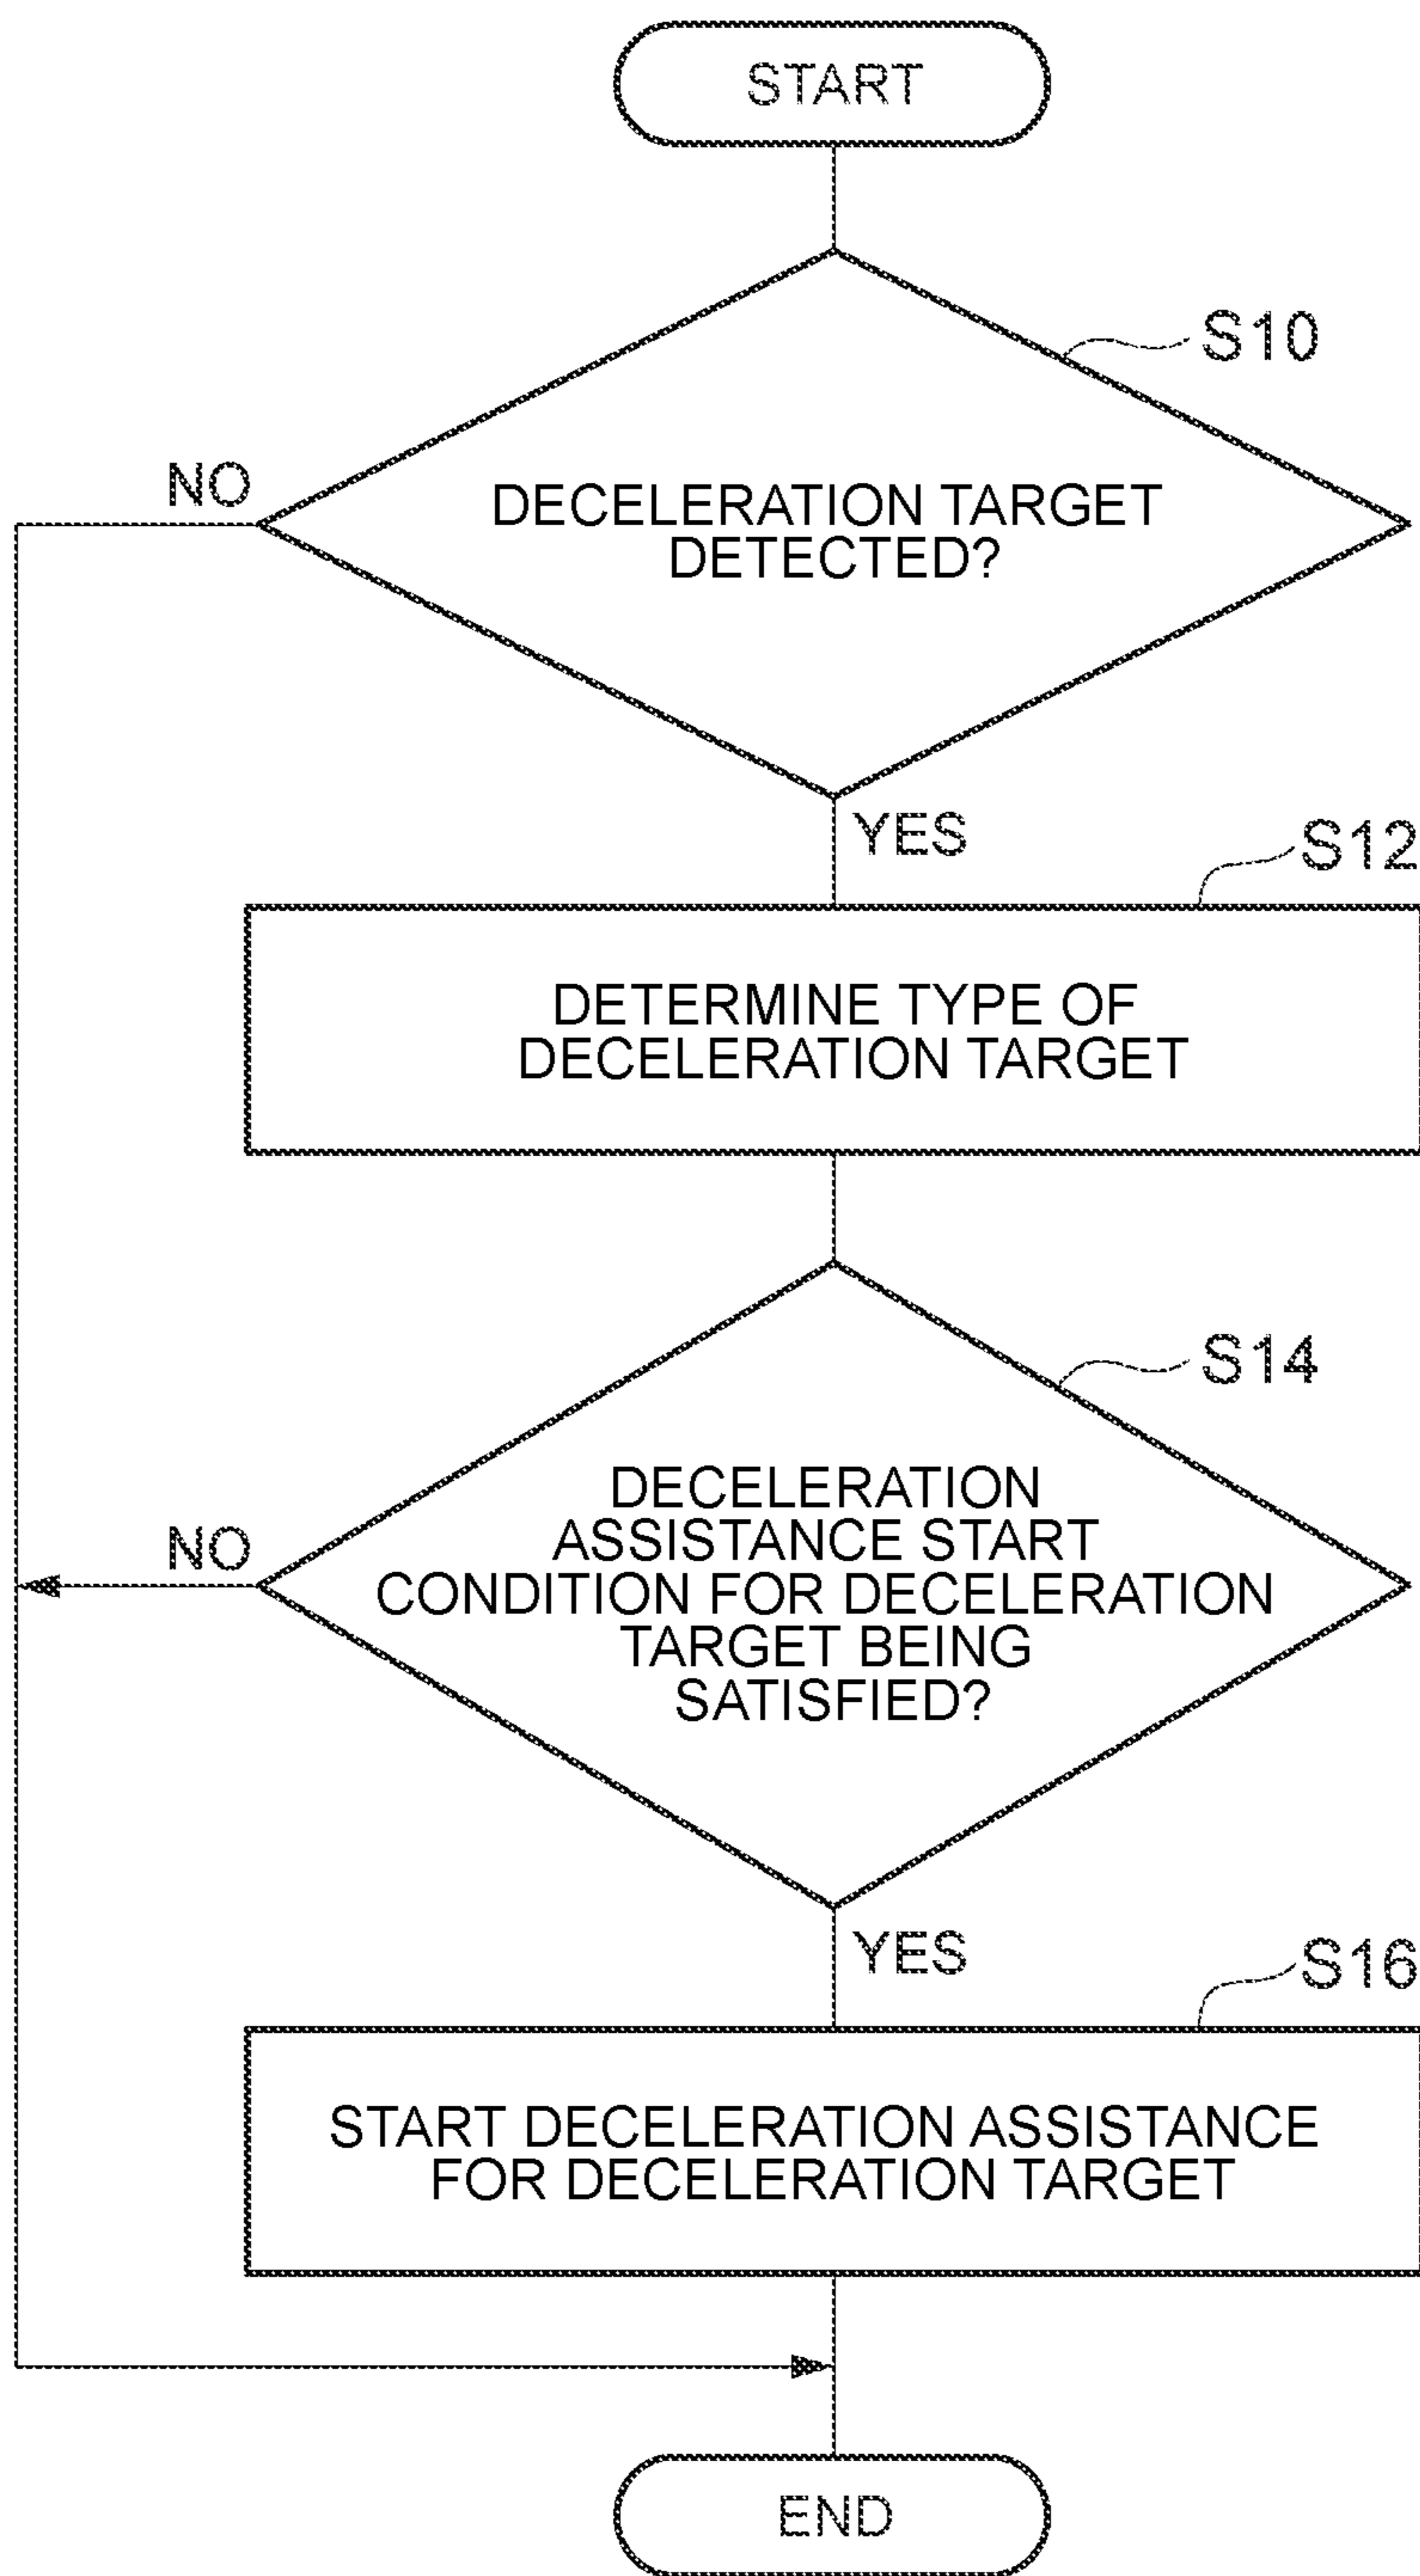 START
S10
NO
DECELERATION TARGET
DETECTED?
YES
S12
DETERMINE TYPE OF
DECELERATION TARGET
S14
DECELERATION
ASSISTANCE START
NO
CONDITION FOR DECELERATION
TARGET BEING
SATISFIED?
YES
S16
START DECELERATION ASSISTANCE
FOR DECELERATION TARGET
END